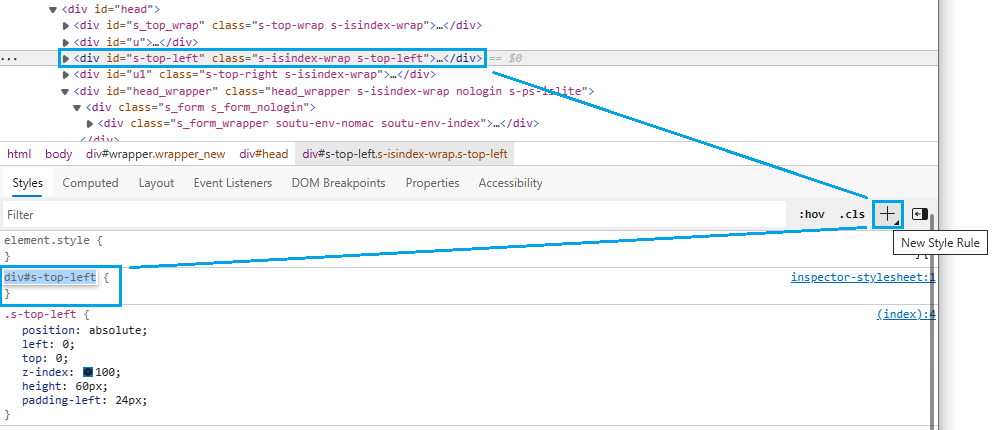 <div id="head">
<div id="s_top_wrap" class="s-top-wrap s-isindex-wrap">…</div>
<div id="u">…</div>
... <div id="s-top-left" class="s-isindex-wrap s-top-left">…</div> == $0
<div id="u1" class="s-top-right s-isindex-wrap">…</div>
<div id="head_wrapper" class="head_wrapper s-isindex-wrap nologin s-ps-islite">
<div class="s_form s_form_nologin">
<div class="s_form_wrapper soutu-env-nomac soutu-env-index">…</div>
</div>
html body div#wrapper.wrapper_new div#head div#s-top-left.s-isindex-wrap.s-top-left
Styles Computed Layout Event Listeners DOM Breakpoints Properties Accessibility
Filter :hov .cls
New Style Rule
element.style {
}
div#s-top-left { inspector-stylesheet:1
}
.s-top-left { (index):4
position: absolute;
left: 0;
top: 0;
z-index: 100;
height: 60px;
padding-left: 24px;
}